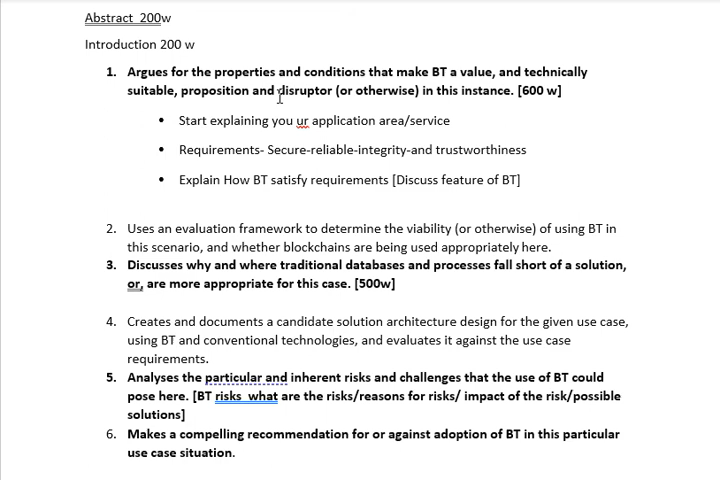 Abstract 200w
Introduction 200 w
1. Argues for the properties and conditions that make BT a value, and technically
suitable, proposition and disruptor (or otherwise) in this instance. [600 w]
• Start explaining you ur application area/service
• Requirements- Secure-reliable-integrity-and trustworthiness
• Explain How BT satisfy requirements [Discuss feature of BT]
2. Uses an evaluation framework to determine the viability (or otherwise) of using BT in
this scenario, and whether blockchains are being used appropriately here.
3. Discusses why and where traditional databases and processes fall short of a solution,
or, are more appropriate for this case. [500w]
4. Creates and documents a candidate solution architecture design for the given use case,
using BT and conventional technologies, and evaluates it against the use case
requirements.
5. Analyses the particular and inherent risks and challenges that the use of BT could
pose here. [BT risks what are the risks/reasons for risks/ impact of the risk/possible
solutions]
6. Makes a compelling recommendation for or against adoption of BT in this particular
use case situation.